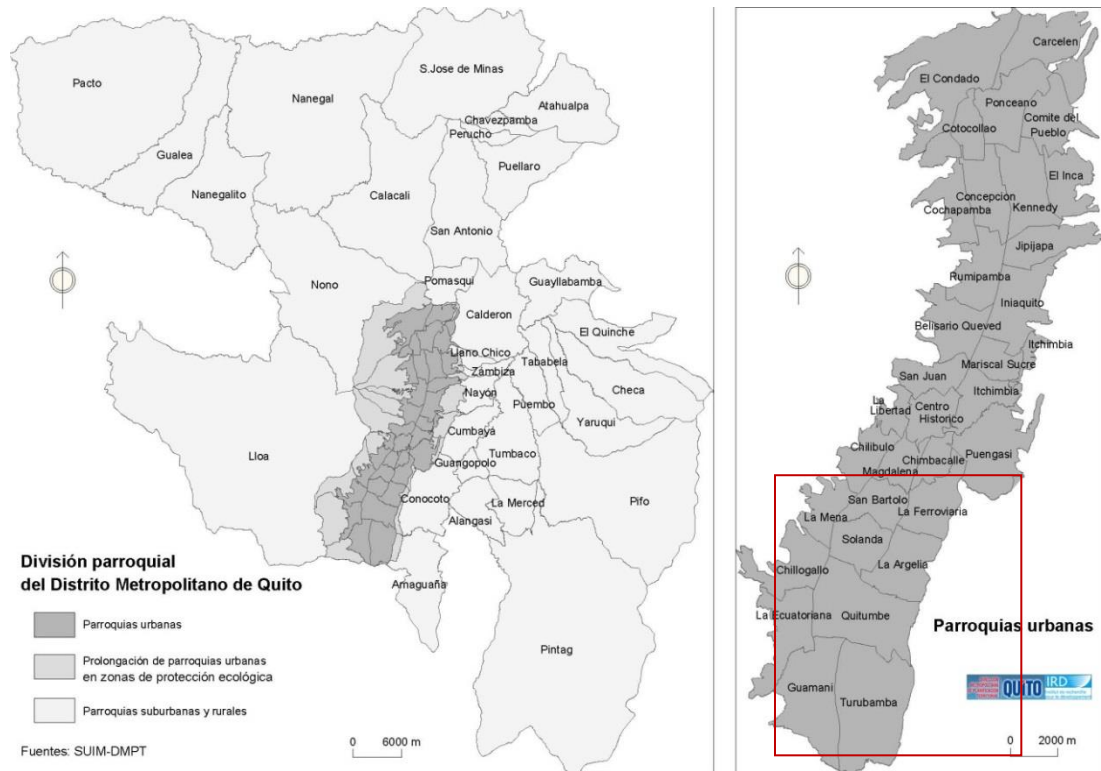 Pacto
Gualea
Nanegalito
Nanegal
S.Jose de Minas
Atahualpa
Chavezpamba
Perucho
Puellaro
Calacali
San Antonio
Nono
Pomasqui
Guayllabamba
Calderon
El Quinche
Llano Chico
Tababela
Zámbiza
Checa
Nayón
Puembo
Yaruqui
Cumbayá
Lloa
Tumbaco
Guangopolo
Conocoto
La Merced
Pifo
Alangasi
Amaguaña
Pintag
División parroquial
del Distrito Metropolitano de Quito
Parroquias urbanas
Prolongación de parroquias urbanas
en zonas de protección ecológica
Parroquias suburbanas y rurales
Fuentes: SUIM-DMPT
0 6000 m
Carcelen
El Condado
Ponceano
Comite del
Pueblo
Cotocollao
El Inca
Concepcion
Cochapamba
Kennedy
Jipijapa
Rumipamba
Iniaquito
Belisario Queved
Itchimbia
Mariscal Sucre
San Juan
Itchimbia
La
Libertad
Centro
Historico
Chilibulo
Puengasi
Chimbacalle
Magdalena
San Bartolo
La Mena
La Ferroviaria
Solanda
Chillogallo
La Argelia
La Ecuatoriana
Quitumbe
Parroquias urbanas
Guamani
Turubamba
QUITO
IRD
0 2000 m